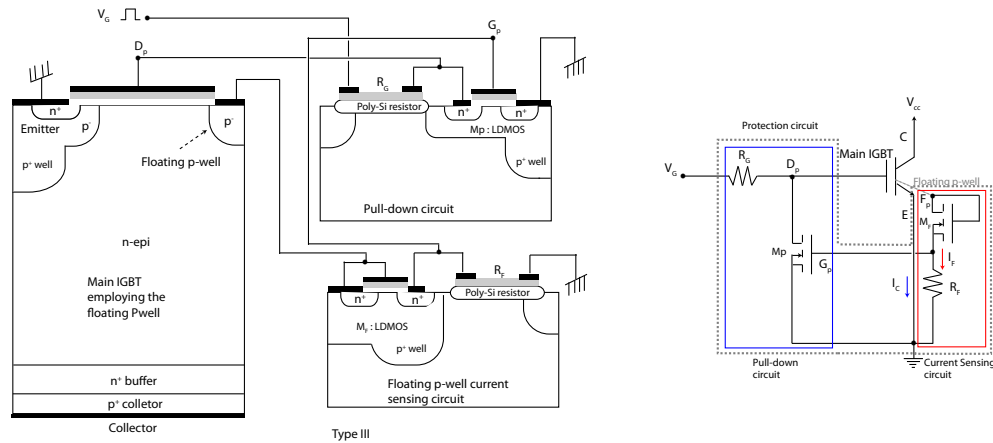 V_G
D_p
G_p
R_G
Poly-Si resistor
n⁺
n⁺
Mp : LDMOS
p⁺ well
Pull-down circuit
n⁺
Emitter
p⁻
p⁻
p⁺ well
Floating p-well
n-epi
Main IGBT
employing the
floating Pwell
n⁺ buffer
p⁺ colletor
Collector
R_F
n⁺
n⁺
Poly-Si resistor
M_F : LDMOS
p⁺ well
Floating p-well current
sensing circuit
Type III
V_cc
Protection circuit
C
R_G
D_p
Main IGBT
V_G
Floating p-well
F_p
E
M_F
Mp
G_p
I_F
I_C
R_F
Pull-down
circuit
Current Sensing
circuit